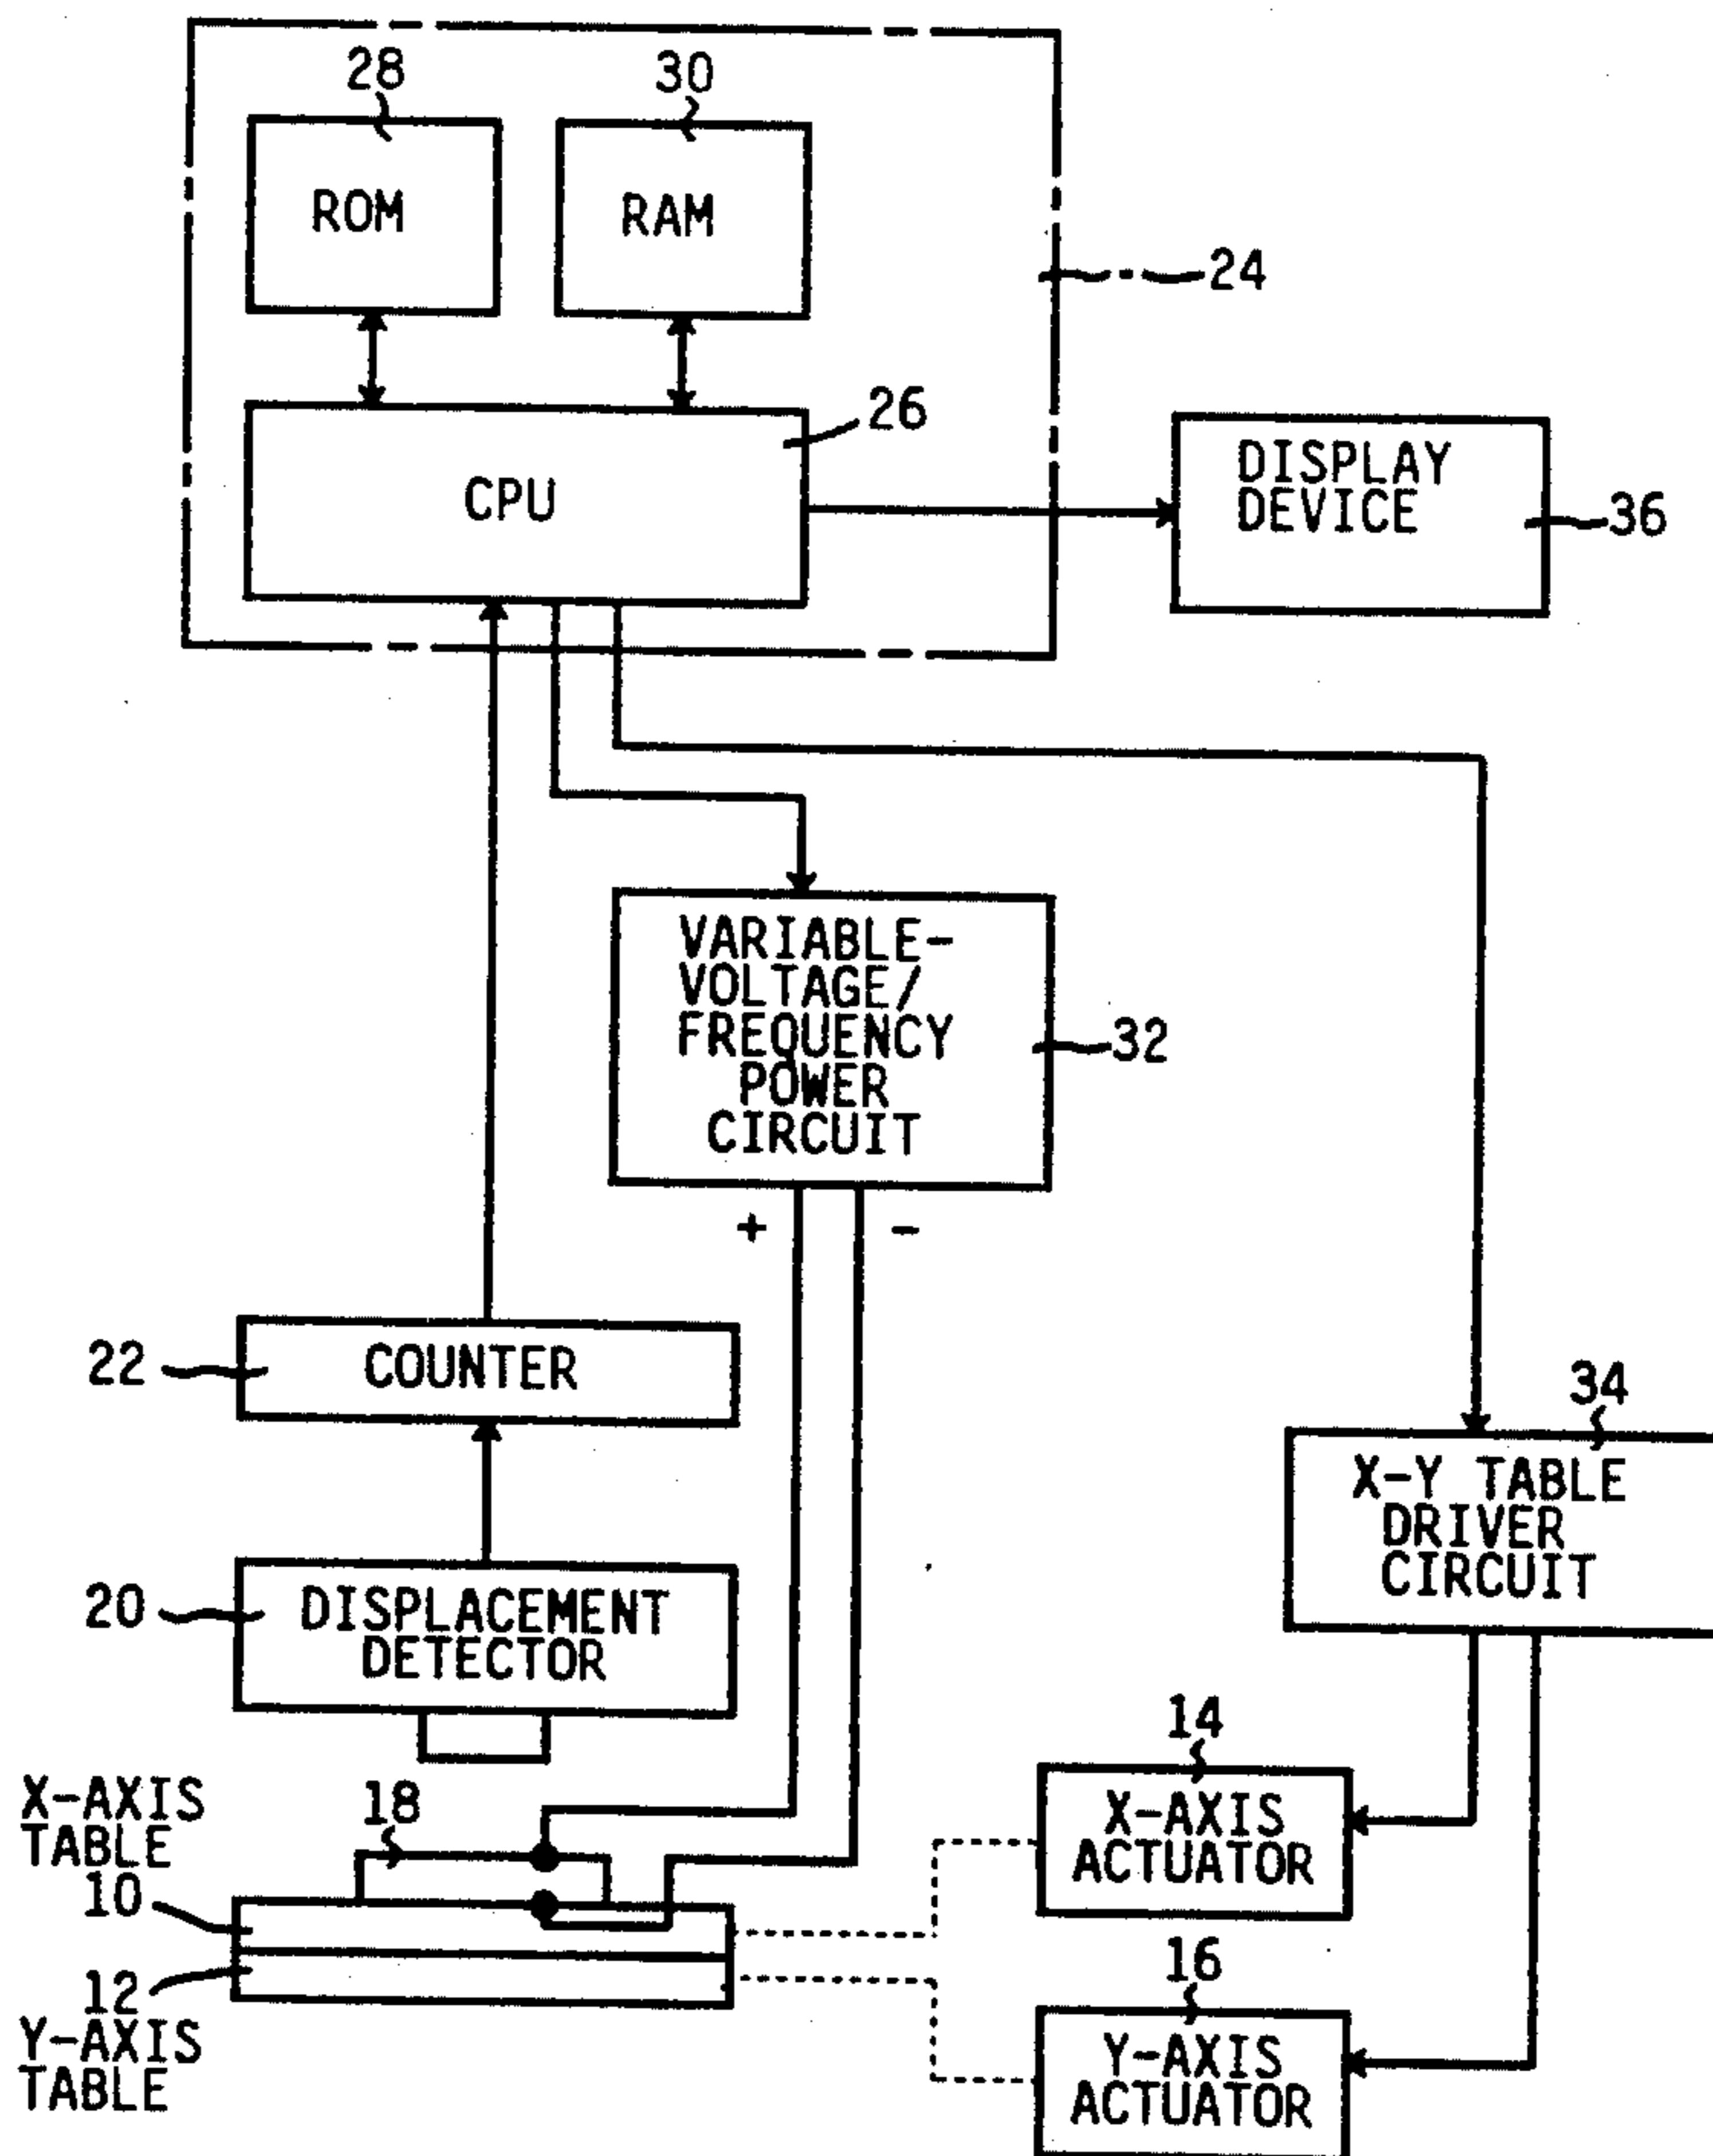 28
30
ROM
RAM
24
26
CPU
DISPLAY
DEVICE
36
VARIABLE-
VOLTAGE/
FREQUENCY
POWER
CIRCUIT
32
+
-
22
COUNTER
34
X-Y TABLE
DRIVER
CIRCUIT
20
DISPLACEMENT
DETECTOR
14
X-AXIS
ACTUATOR
X-AXIS
TABLE
10
18
12
Y-AXIS
TABLE
16
Y-AXIS
ACTUATOR